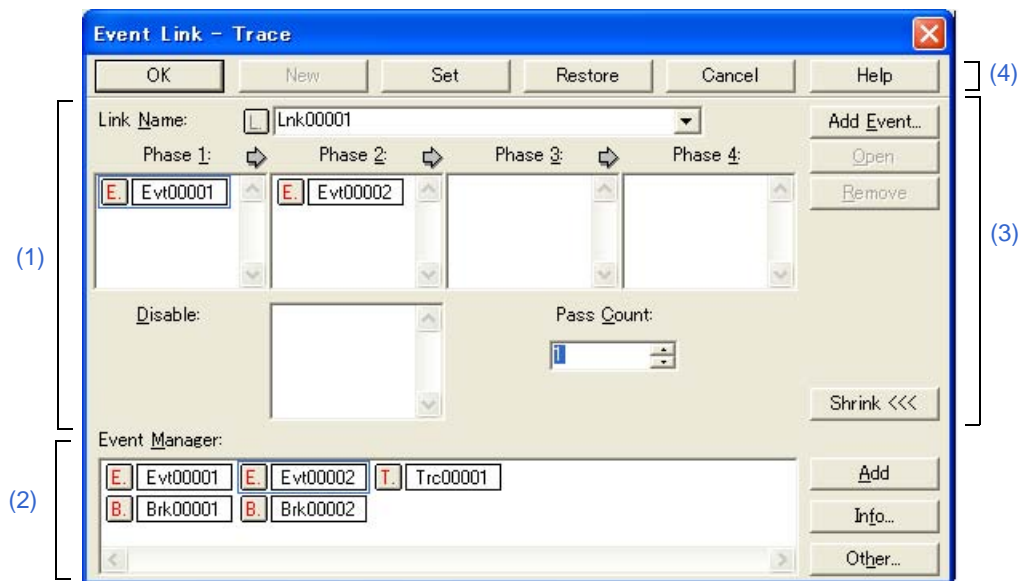 Event Link - Trace
OK New Set Restore Cancel Help (4)
Link Name: L. Lnk00001 Add Event...
Phase 1: Phase 2: Phase 3: Phase 4: Open
E. Evt00001 E. Evt00002 Remove
(3)
(1)
Disable: Pass Count:
1
Shrink <<<
Event Manager:
E. Evt00001 E. Evt00002 T. Trc00001 Add
(2)
B. Brk00001 B. Brk00002 Info...
Other...